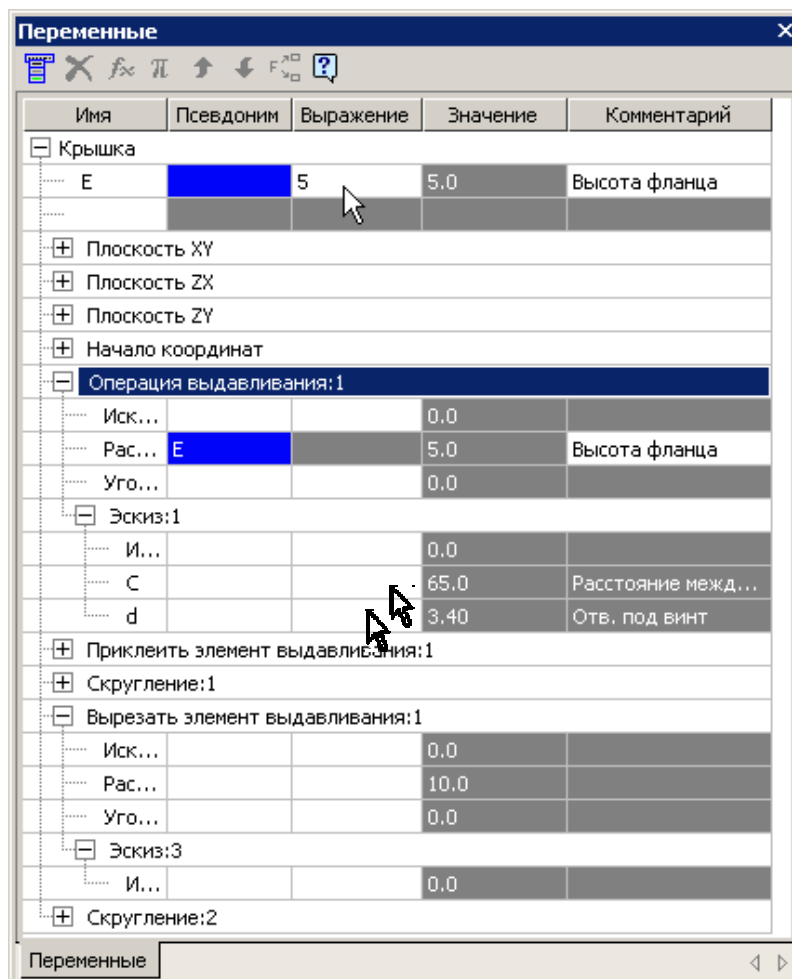 Переменные
Имя Псевдоним Выражение Значение Комментарий
Крышка
E 5 5.0 Высота фланца
Плоскость XY
Плоскость ZX
Плоскость ZY
Начало координат
Операция выдавливания:1
Иск... 0.0
Рас... E 5.0 Высота фланца
Уго... 0.0
Эскиз:1
И... 0.0
C 65.0 Расстояние межд...
d 3.40 Отв. под винт
Приклеить элемент выдавливания:1
Скругление:1
Вырезать элемент выдавливания:1
Иск... 0.0
Рас... 10.0
Уго... 0.0
Эскиз:3
И... 0.0
Скругление:2
Переменные